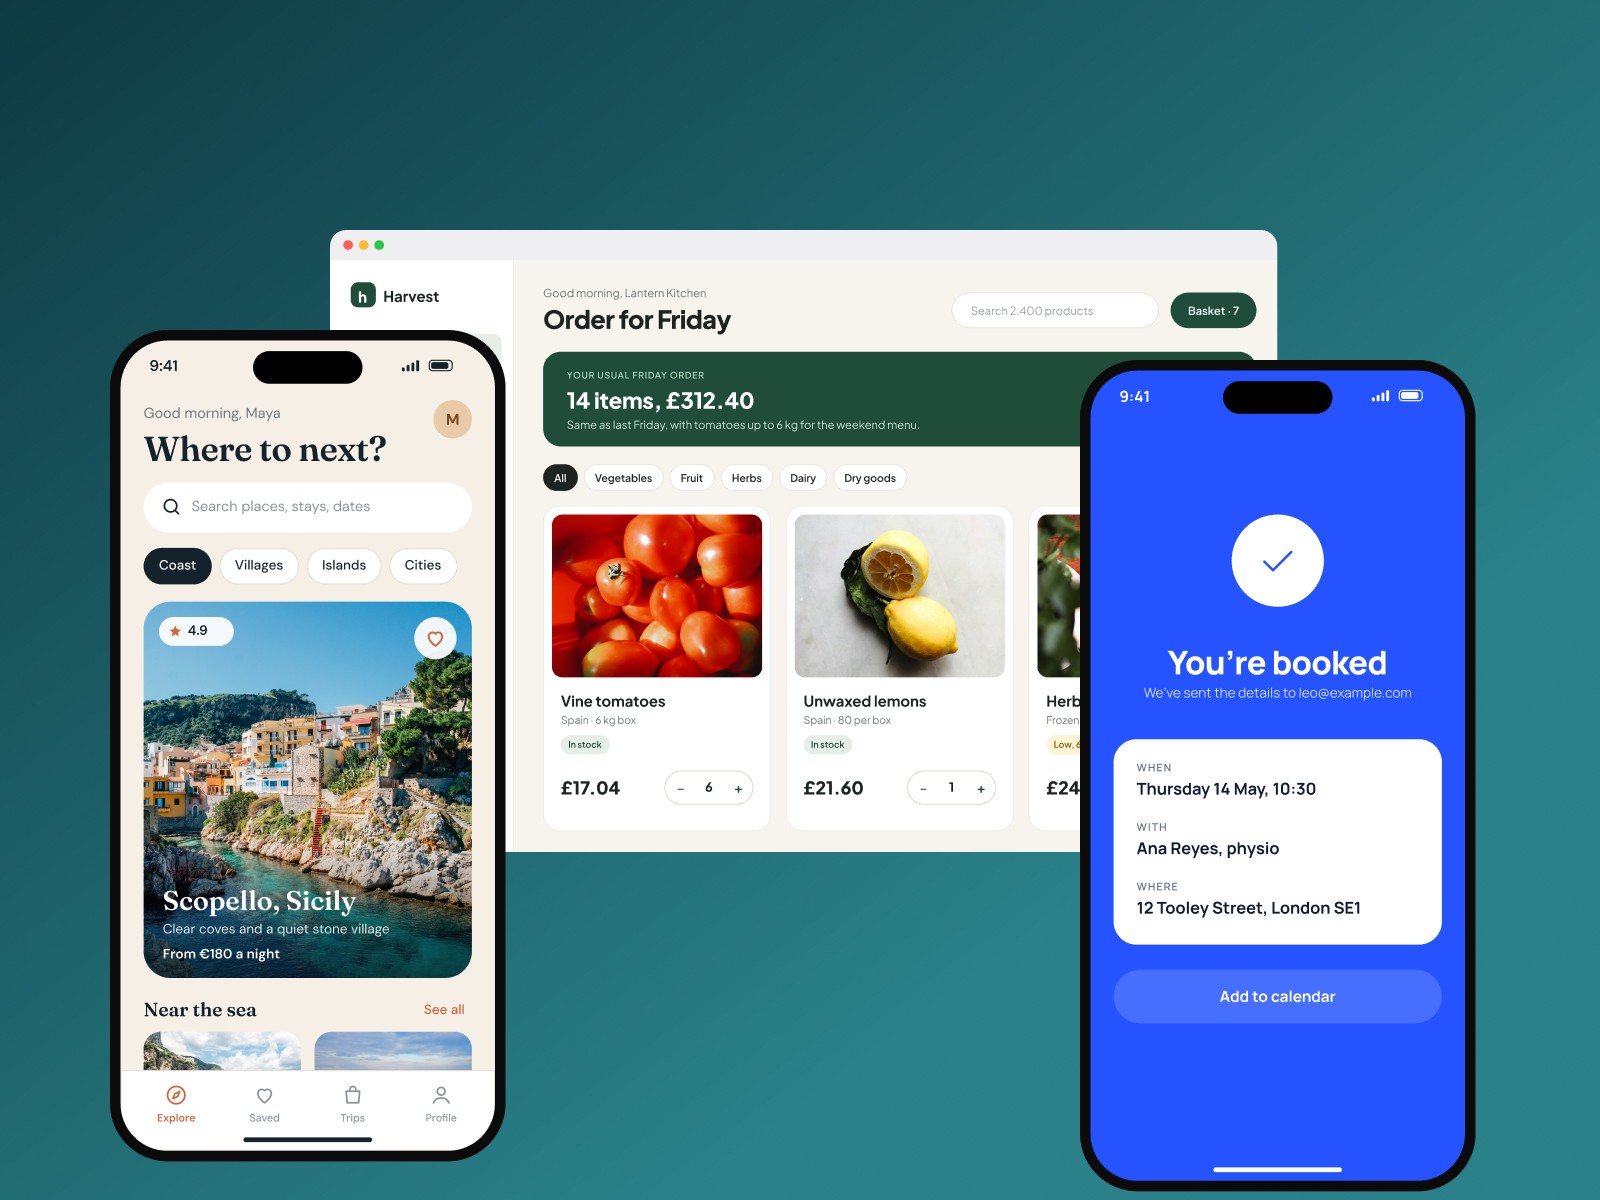 h Harvest
Good morning, Lantern Kitchen
Order for Friday
Search 2,400 products
Basket · 7
YOUR USUAL FRIDAY ORDER
14 items, £312.40
Same as last Friday, with tomatoes up to 6 kg for the weekend menu.
All Vegetables Fruit Herbs Dairy Dry goods
Vine tomatoes
Spain · 6 kg box
In stock
£17.04 − 6 +
Unwaxed lemons
Spain · 80 per box
In stock
£21.60 − 1 +
Herb
Frozen
Low, 6
£24
9:41
Good morning, Maya
M
Where to next?
Search places, stays, dates
Coast Villages Islands Cities
4.9
Scopello, Sicily
Clear coves and a quiet stone village
From €180 a night
Near the sea See all
Explore Saved Trips Profile
9:41
You’re booked
We’ve sent the details to leo@example.com
WHEN
Thursday 14 May, 10:30
WITH
Ana Reyes, physio
WHERE
12 Tooley Street, London SE1
Add to calendar